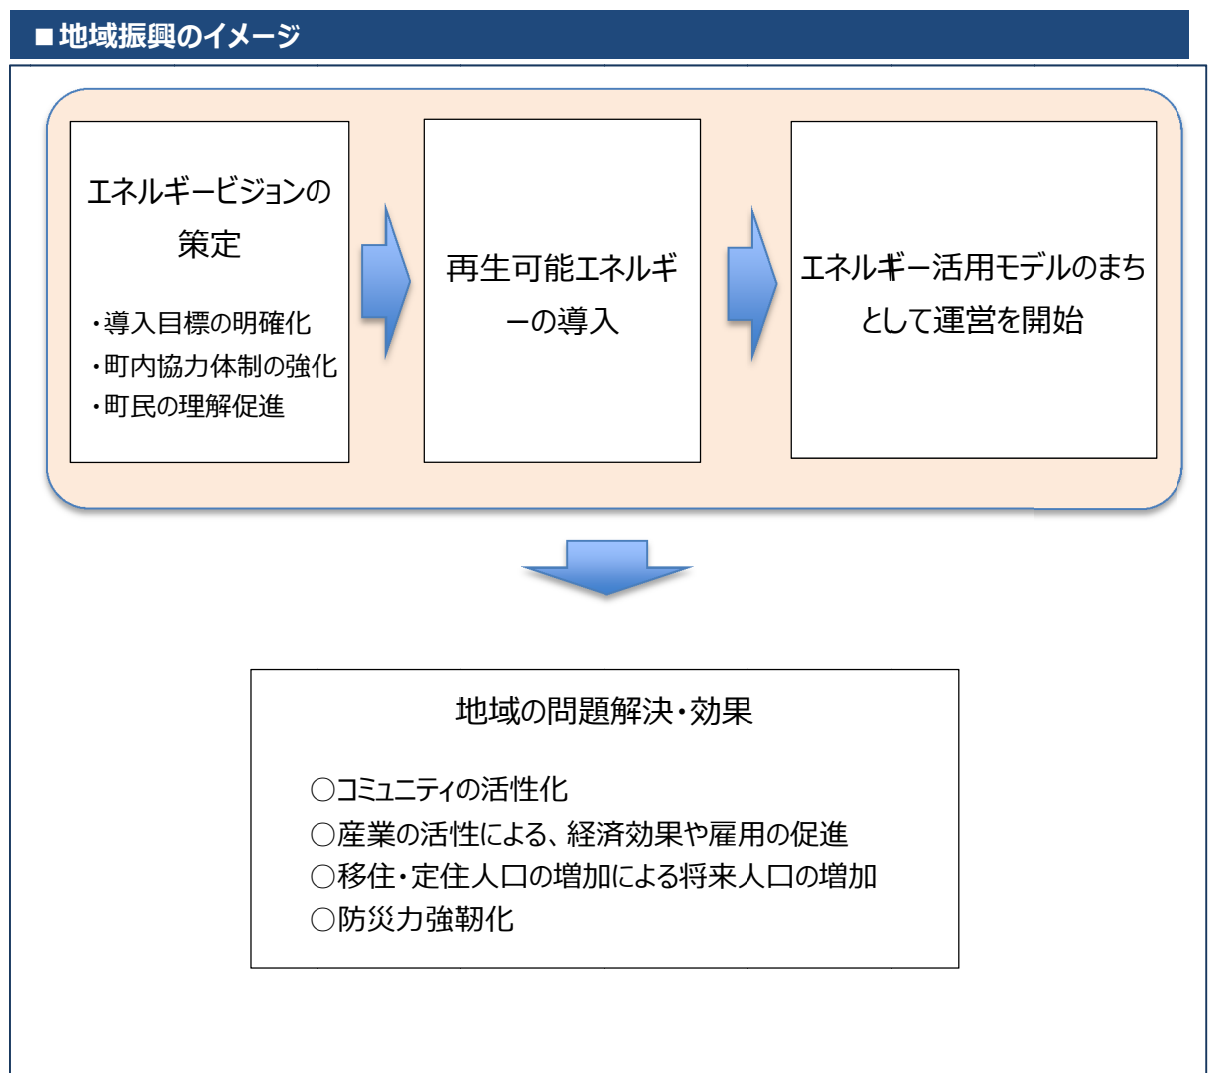 ■地域振興のイメージ
エネルギービジョンの
策定
・導入目標の明確化
・町内協力体制の強化
・町民の理解促進
再生可能エネルギ
ーの導入
エネルギー活用モデルのまち
として運営を開始
地域の問題解決・効果
○コミュニティの活性化
○産業の活性による、経済効果や雇用の促進
○移住・定住人口の増加による将来人口の増加
○防災力強靭化